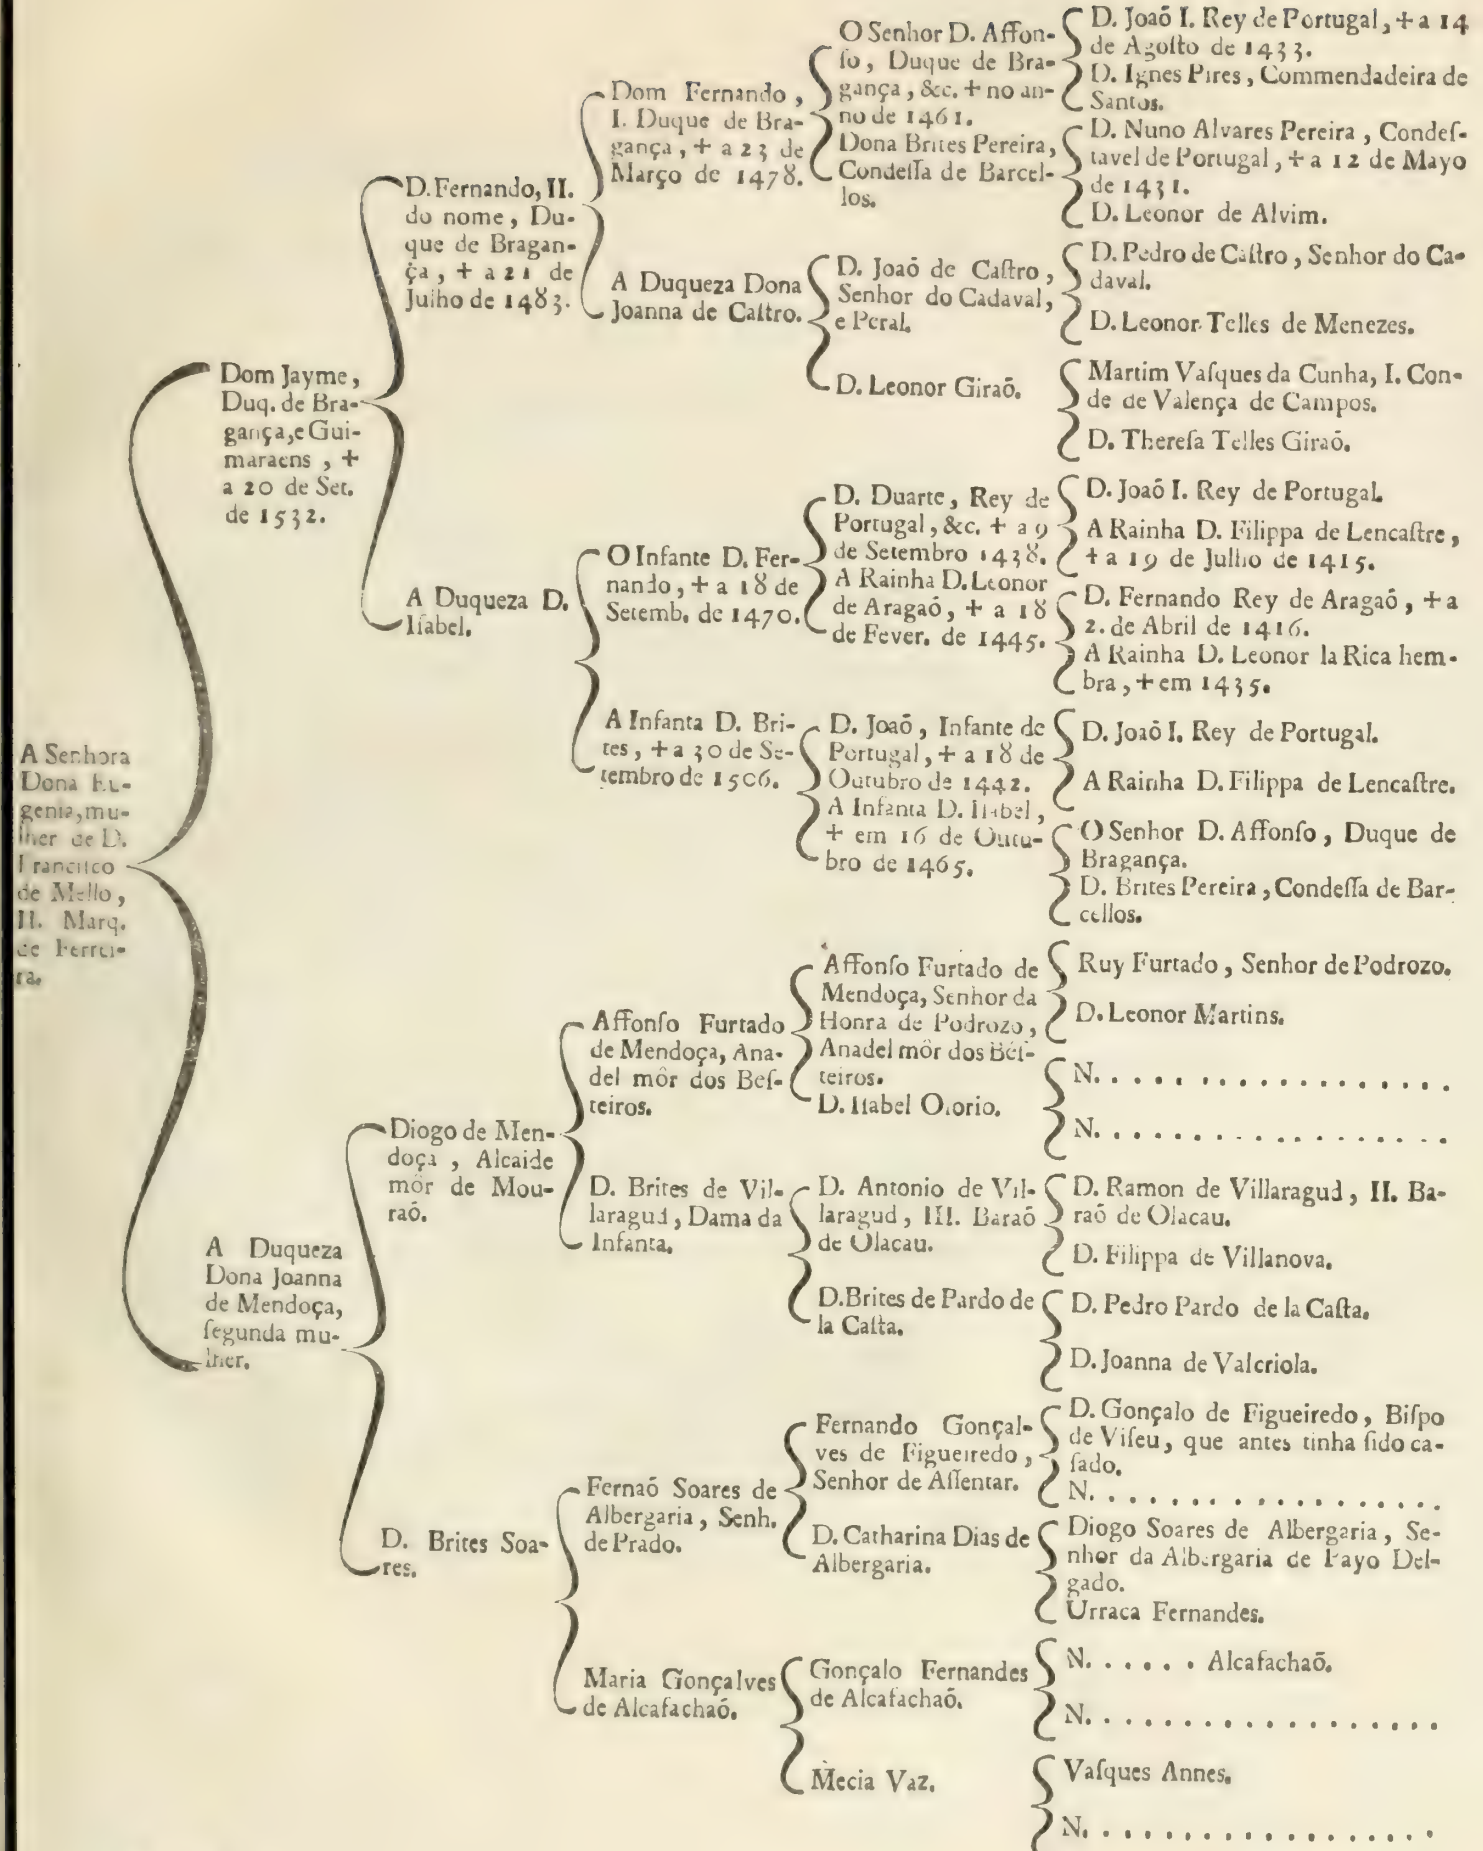 A Senhora
Dona Eu-
genia, mu-
lher de D.
Francisco
de Mello,
II. Marq.
de Ferrei-
ra.
Dom Jayme,
Duq. de Bra-
gança, e Gui-
maraens, +
a 20 de Set.
de 1532.
D. Fernando, II.
do nome, Du-
que de Bragan-
ça, + a 21 de
Julho de 1483.
Dom Fernando,
I. Duque de Bra-
gança, + a 23 de
Março de 1478.
O Senhor D. Affon-
ſo, Duque de Bra-
gança, &c. + no an-
no de 1461.
D. Joaõ I. Rey de Portugal, + a 14
de Agoſto de 1433.
D. Ignes Pires, Commendadeira de
Santos.
Dona Brites Pereira,
Condeſſa de Barcel-
los.
D. Nuno Alvares Pereira, Condeſ-
tavel de Portugal, + a 12 de Mayo
de 1431.
D. Leonor de Alvim.
A Duqueza Dona
Joanna de Caſtro.
D. Joaõ de Caſtro,
Senhor do Cadaval,
e Peral.
D. Pedro de Caſtro, Senhor do Ca-
daval.
D. Leonor Telles de Menezes.
D. Leonor Giraõ.
Martim Vaſques da Cunha, I. Con-
de de Valença de Campos.
D. Thereſa Telles Giraõ.
A Duqueza D.
Iſabel.
O Infante D. Fer-
nando, + a 18 de
Setemb. de 1470.
D. Duarte, Rey de
Portugal, &c. + a 9
de Setembro 1438.
D. Joaõ I. Rey de Portugal.
A Rainha D. Filippa de Lencaſtre,
+ a 19 de Julho de 1415.
A Rainha D. Leonor
de Aragaõ, + a 18
de Fever. de 1445.
D. Fernando Rey de Aragaõ, + a
2. de Abril de 1416.
A Rainha D. Leonor la Rica hem-
bra, + em 1435.
A Infanta D. Bri-
tes, + a 30 de Se-
tembro de 1506.
D. Joaõ, Infante de
Portugal, + a 18 de
Outubro de 1442.
D. Joaõ I. Rey de Portugal.
A Rainha D. Filippa de Lencaſtre.
A Infanta D. Iſabel,
+ em 16 de Outu-
bro de 1465.
O Senhor D. Affonſo, Duque de
Bragança.
D. Brites Pereira, Condeſſa de Bar-
cellos.
A Duqueza
Dona Joanna
de Mendoça,
ſegunda mu-
lher.
Diogo de Men-
doça, Alcaide
môr de Mou-
raõ.
Affonſo Furtado
de Mendoça, Ana-
del môr dos Beſ-
teiros.
Affonſo Furtado de
Mendoça, Senhor da
Honra de Podrozo,
Anadel môr dos Beſ-
teiros.
Ruy Furtado, Senhor de Podrozo.
D. Leonor Martins.
D. Iſabel Oſorio.
N. . . . . . . . . . . . . . . . . . .
N. . . . . . . . . . . . . . . . . . .
D. Brites de Vil-
laragud, Dama da
Infanta.
D. Antonio de Vil-
laragud, III. Baraõ
de Olacau.
D. Ramon de Villaragud, II. Ba-
raõ de Olacau.
D. Filippa de Villanova.
D. Brites de Pardo de
la Caſta.
D. Pedro Pardo de la Caſta.
D. Joanna de Valcriola.
D. Brites Soa-
res.
Fernaõ Soares de
Albergaria, Senh.
de Prado.
Fernando Gonçal-
ves de Figueiredo,
Senhor de Aſſentar.
D. Gonçalo de Figueiredo, Biſpo
de Viſeu, que antes tinha ſido ca-
ſado.
N. . . . . . . . . . . . . . . . . .
D. Catharina Dias de
Albergaria.
Diogo Soares de Albergaria, Se-
nhor da Albergaria de Payo Del-
gado.
Urraca Fernandes.
Maria Gonçalves
de Alcafachaõ.
Gonçalo Fernandes
de Alcafachaõ.
N. . . . . . Alcafachaõ.
N. . . . . . . . . . . . . . . . . .
Mecia Vaz.
Vaſques Annes.
N. . . . . . . . . . . . . . . . . .